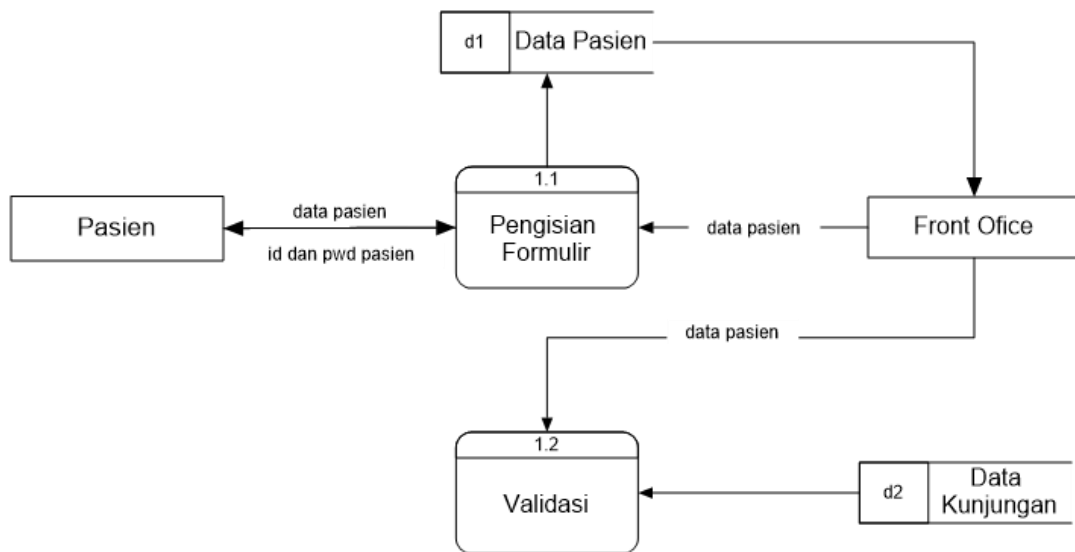 d1
Data Pasien
1.1
Pengisian
Formulir
Pasien
data pasien
id dan pwd pasien
data pasien
Front Ofice
data pasien
1.2
Validasi
d2
Data
Kunjungan